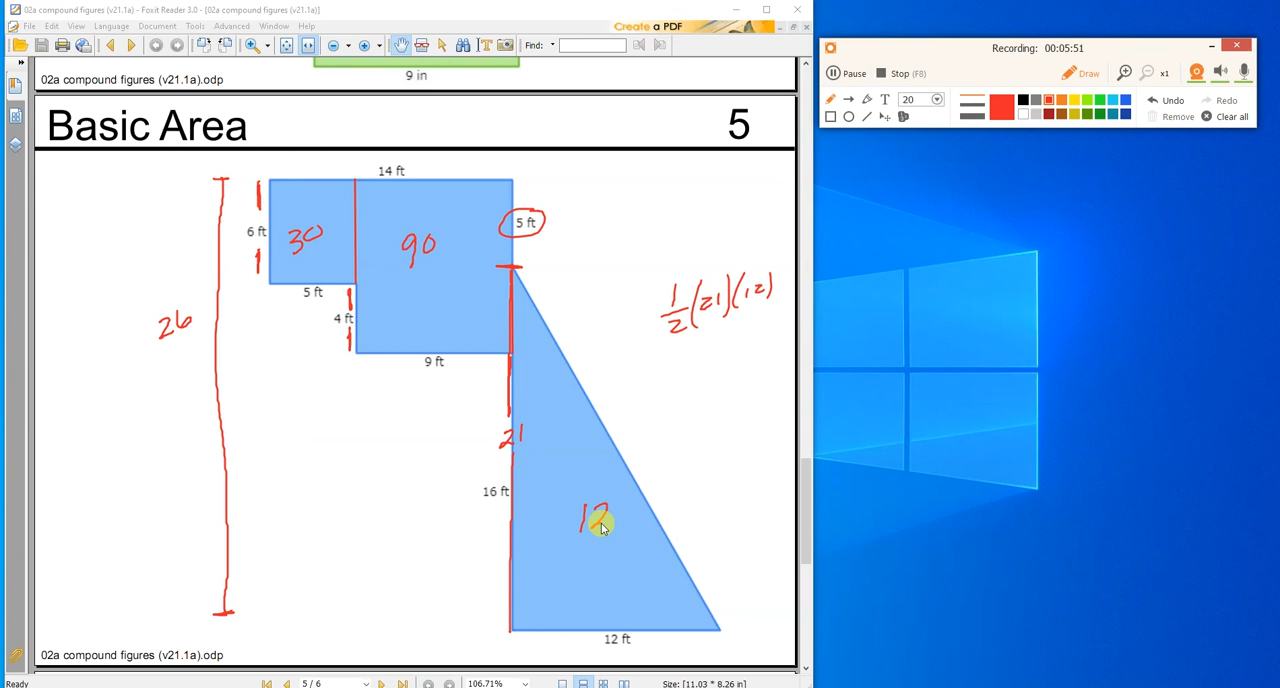 02a compound figures (v21.1a).odp - Foxit Reader 3.0 - [02a compound figures (v21.1a).odp]
File Edit View Language Document Tools Advanced Window Help
Create a PDF
Find:
02a compound figures (v21.1a).odp
9 in
Basic Area 5
14 ft
6 ft
30
90
5 ft
5 ft
4 ft
26
1/2 (21)(12)
9 ft
21
16 ft
12
12 ft
02a compound figures (v21.1a).odp
Ready 5 / 6 106.71% Size: [11.03 * 8.26 in]
Recording: 00:05:51
Pause Stop (F8) Draw x1
T 20 Undo Redo
Remove Clear all